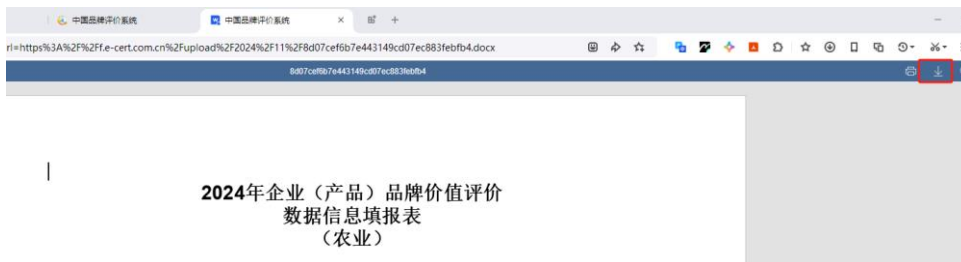 中国品牌评价系统
中国品牌评价系统
rl=https%3A%2F%2Ff.e-cert.com.cn%2Fupload%2F2024%2F11%2F8d07cef6b7e443149cd07ec883febfb4.docx
8d07cef6b7e443149cd07ec883febfb4
2024年企业（产品）品牌价值评价
数据信息填报表
（农业）